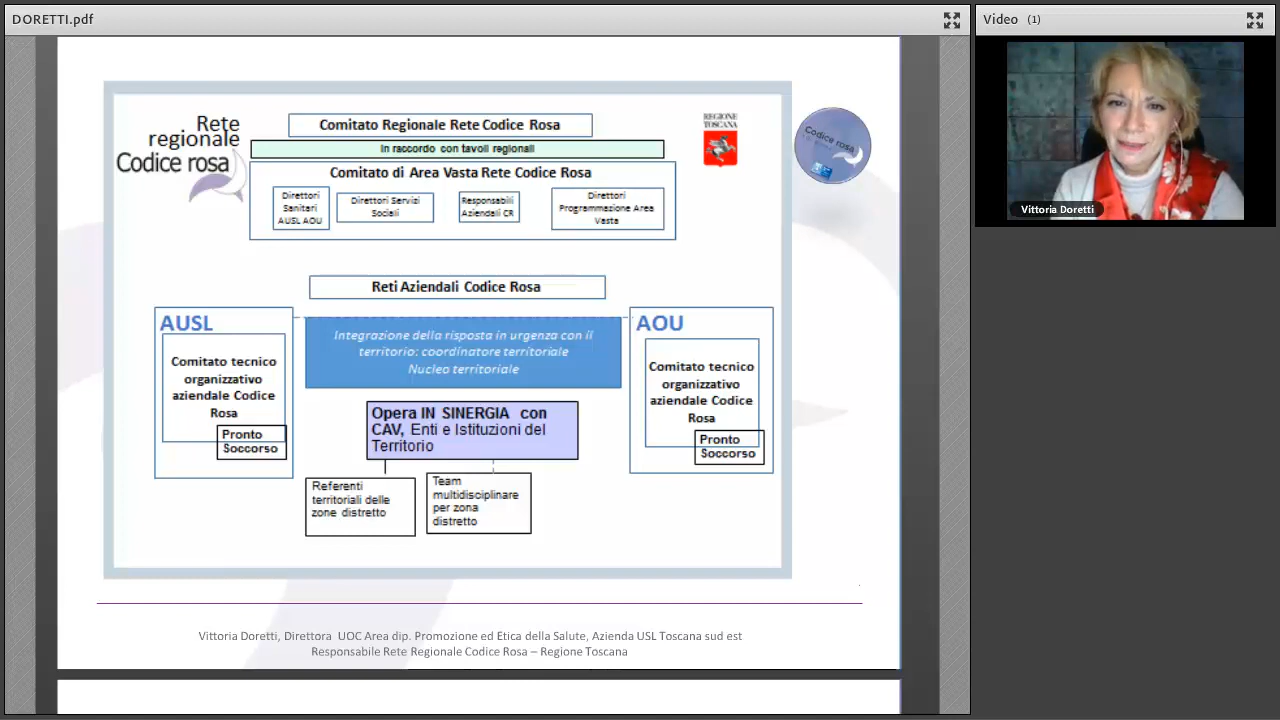 DORETTI.pdf
Video (1)
Rete
regionale
Codice rosa
Comitato Regionale Rete Codice Rosa
In raccordo con tavoli regionali
Comitato di Area Vasta Rete Codice Rosa
Direttori
Sanitari
AUSL AOU
Direttori Servizi
Sociali
Responsabili
Aziendali CR
Direttori
Programmazione Area
Vasta
REGIONE
TOSCANA
Codice rosa
Vittoria Doretti
Reti Aziendali Codice Rosa
AUSL
Comitato tecnico
organizzativo
aziendale Codice
Rosa
Pronto
Soccorso
Integrazione della risposta in urgenza con il
territorio: coordinatore territoriale
Nucleo territoriale
Opera IN SINERGIA con
CAV, Enti e Istituzioni del
Territorio
Referenti
territoriali delle
zone distretto
Team
multidisciplinare
per zona
distretto
AOU
Comitato tecnico
organizzativo
aziendale Codice
Rosa
Pronto
Soccorso
Vittoria Doretti, Direttora UOC Area dip. Promozione ed Etica della Salute, Azienda USL Toscana sud est
Responsabile Rete Regionale Codice Rosa – Regione Toscana